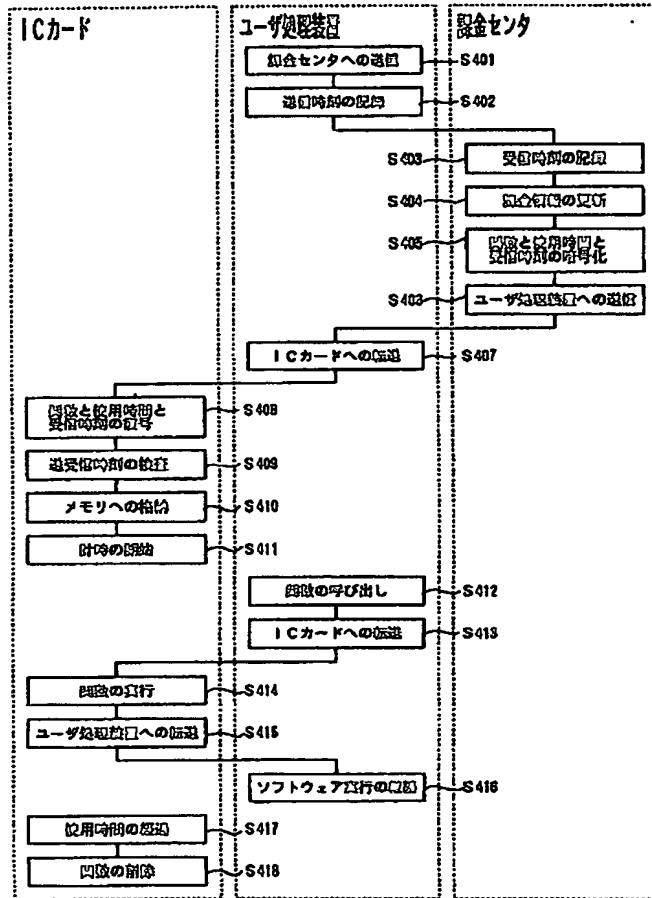 ICカード
ユーザ処理装置
課金センタ
課金センタへの送信
S401
送信時刻の記録
S402
S403
受信時刻の記録
S404
課金情報の更新
S405
関数と使用時間と
受信時刻の暗号化
ユーザ処理装置への送信
ICカードへの転送
S407
関数と使用時間と
受信時刻の復号
S408
送受信時刻の検査
S409
メモリへの格納
S410
計時の開始
S411
関数の呼び出し
S412
ICカードへの転送
S413
関数の実行
S414
ユーザ処理装置への転送
S415
ソフトウェア実行の
S416
使用時間の超過
S417
関数の削除
S418